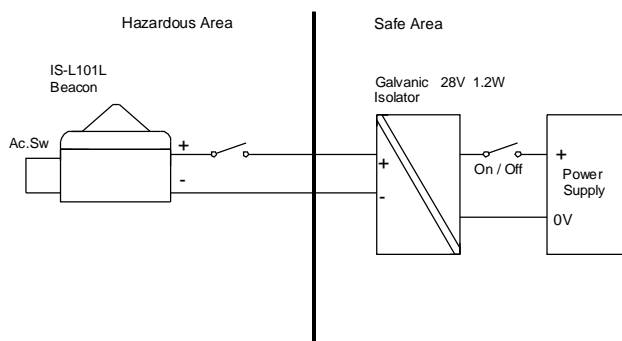 Hazardous Area
Safe Area
IS-L101L
Beacon
Galvanic 28V 1.2W
Isolator
Ac.Sw
+
-
+
-
On / Off
+
Power
Supply
0V